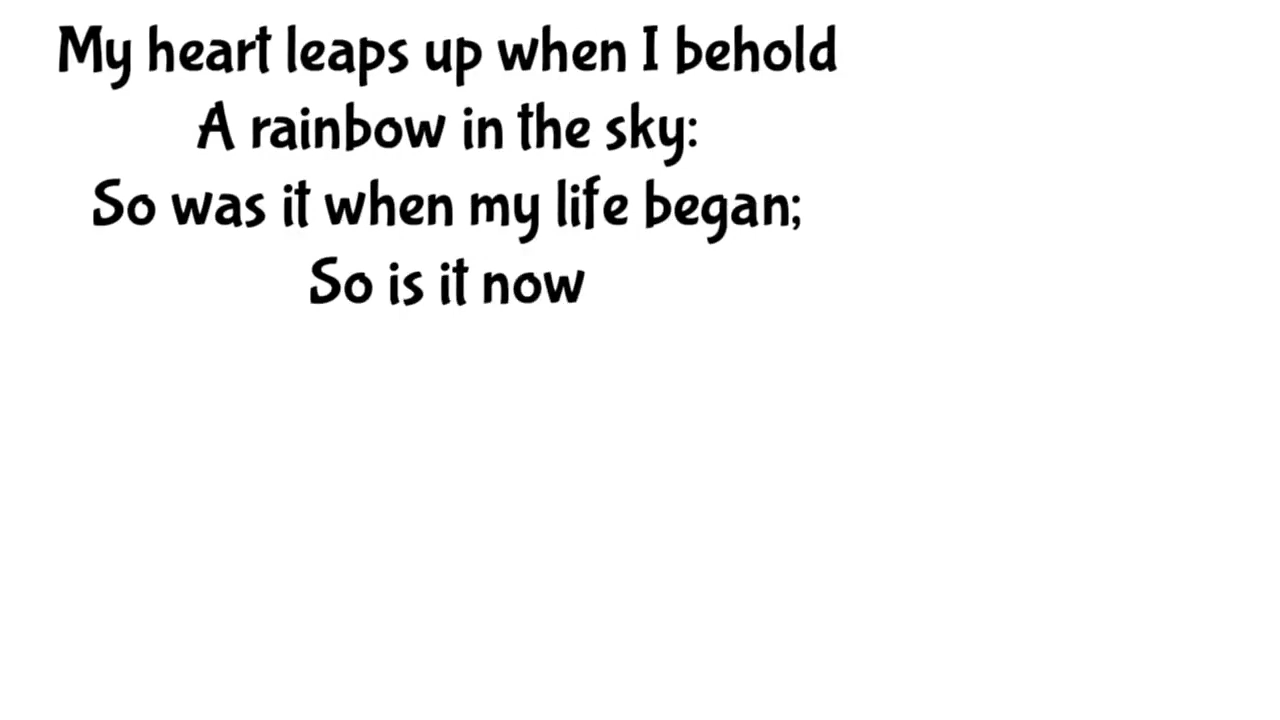 My heart leaps up when I behold
A rainbow in the sky:
So was it when my life began;
So is it now